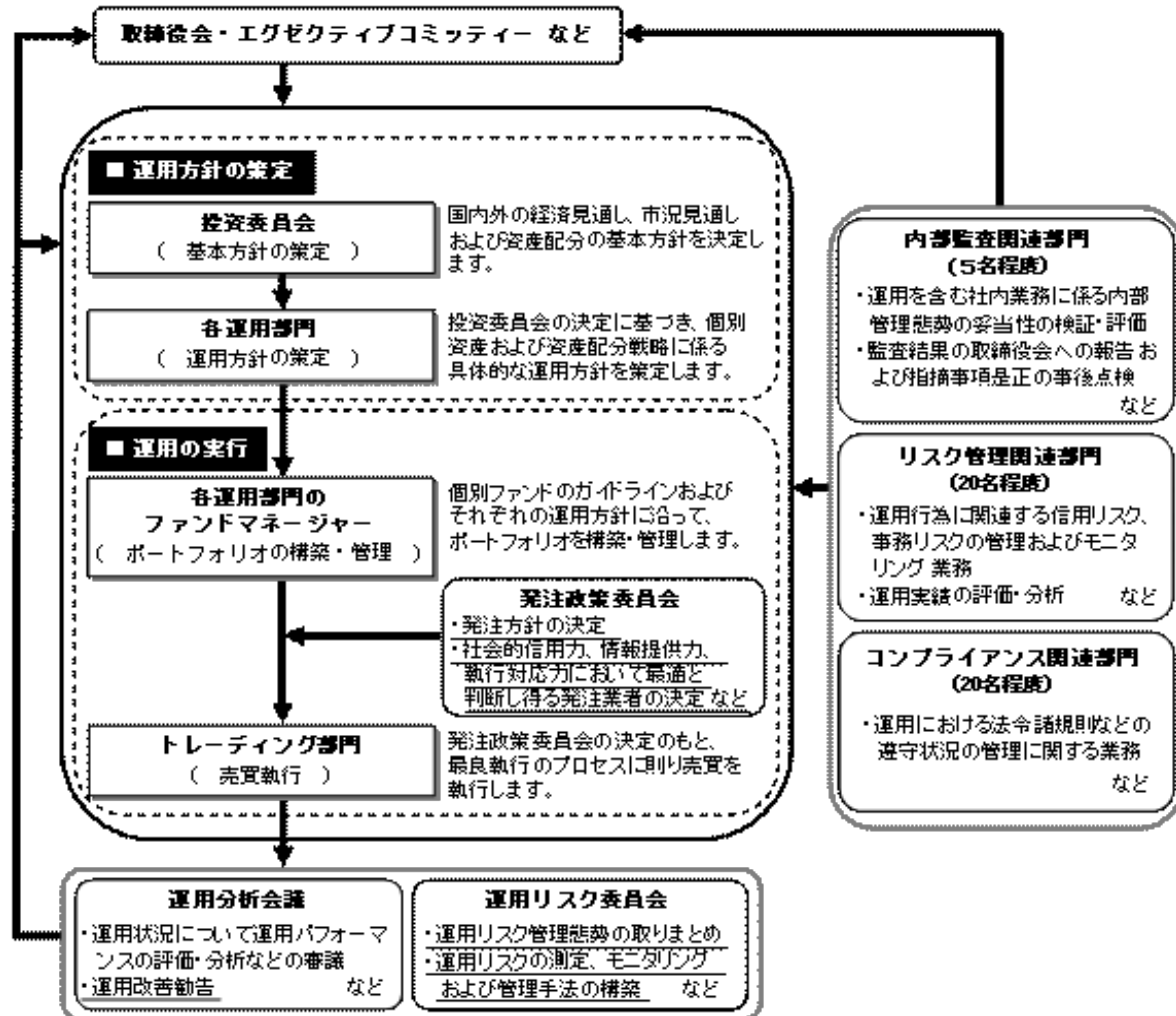 取締役会・エグゼクティブコミッティー など
■ 運用方針の策定
投資委員会
( 基本方針の策定 )
国内外の経済見通し、市況見通し
および資産配分の基本方針を決定し
ます。
各運用部門
( 運用方針の策定 )
投資委員会の決定に基づき、個別
資産および資産配分戦略に係る
具体的な運用方針を策定します。
■ 運用の実行
各運用部門の
ファンドマネージャー
( ポートフォリオの構築・管理 )
個別ファンドのガイドラインおよび
それぞれの運用方針に沿って、
ポートフォリオを構築・管理します。
発注政策委員会
・発注方針の決定
・社会的信用力、情報提供力、
執行対応力において最適と
判断し得る発注業者の決定 など
トレーディング部門
( 売買執行 )
発注政策委員会の決定のもと、
最良執行のプロセスに則り売買を
執行します。
運用分析会議
・運用状況について運用パフォーマ
ンスの評価・分析などの審議
・運用改善勧告 など
運用リスク委員会
・運用リスク管理態勢の取りまとめ
・運用リスクの測定、モニタリング
および管理手法の構築 など
内部監査関連部門
(5名程度)
・運用を含む社内業務に係る内部
管理態勢の妥当性の検証・評価
・監査結果の取締役会への報告 お
よび指摘事項是正の事後点検
など
リスク管理関連部門
(20名程度)
・運用行為に関連する信用リスク、
事務リスクの管理およびモニタ
リング 業務
・運用実績の評価・分析 など
コンプライアンス関連部門
(20名程度)
・運用における法令諸規則などの
遵守状況の管理に関する業務
など